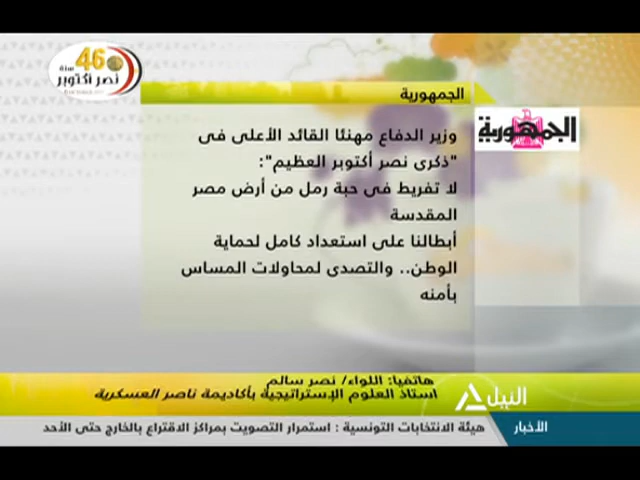 46 سنة
نصر أكتوبر
الجمهورية
الجمهورية
وزير الدفاع مهنئا القائد الأعلى فى
"ذكرى نصر أكتوبر العظيم":
لا تفريط فى حبة رمل من أرض مصر
المقدسة
أبطالنا على استعداد كامل لحماية
الوطن.. والتصدى لمحاولات المساس
بأمنه
هاتفيا: اللواء/ نصر سالم
استاذ العلوم الإستراتيجية بأكاديمة ناصر العسكرية
النيل
الأخبار
هيئة الانتخابات التونسية : استمرار التصويت بمراكز الاقتراع بالخارج حتى الأحد